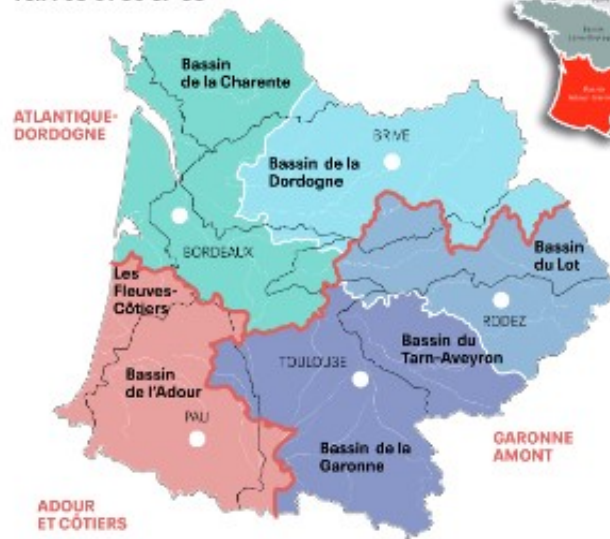 Bassin
de la Charente
ATLANTIQUE-
DORDOGNE
BRIVE
Bassin de la
Dordogne
BORDEAUX
Bassin
du Lot
Les
Fleuves-
Côtiers
RODEZ
Bassin du
Tarn-Aveyron
TOULOUSE
Bassin
de l'Adour
PAU
Bassin de la
Garonne
GARONNE
AMONT
ADOUR
ET CÔTIERS